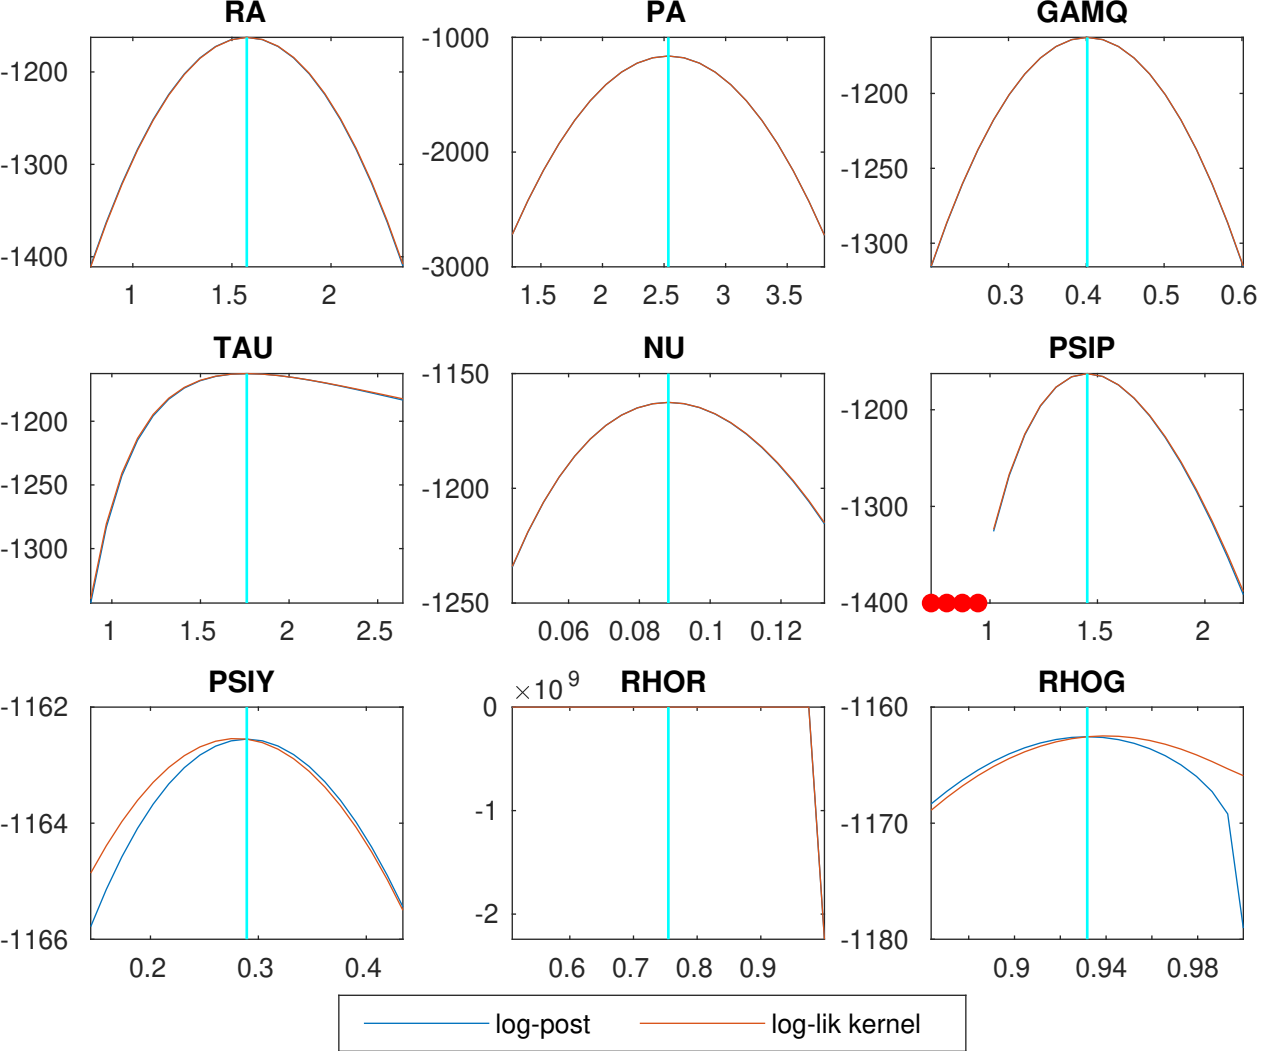 RA
PA
GAMQ
-1200
-1300
-1400
1 1.5 2
-1000
-2000
-3000
1.5 2 2.5 3 3.5
-1200
-1250
-1300
0.3 0.4 0.5 0.6
TAU
NU
PSIP
-1200
-1250
-1300
1 1.5 2 2.5
-1150
-1200
-1250
0.06 0.08 0.1 0.12
-1200
-1300
-1400
1 1.5 2
PSIY
RHOR
RHOG
-1162
-1164
-1166
0.2 0.3 0.4
×10^9
0
-1
-2
0.6 0.7 0.8 0.9
-1160
-1170
-1180
0.9 0.94 0.98
log-post log-lik kernel